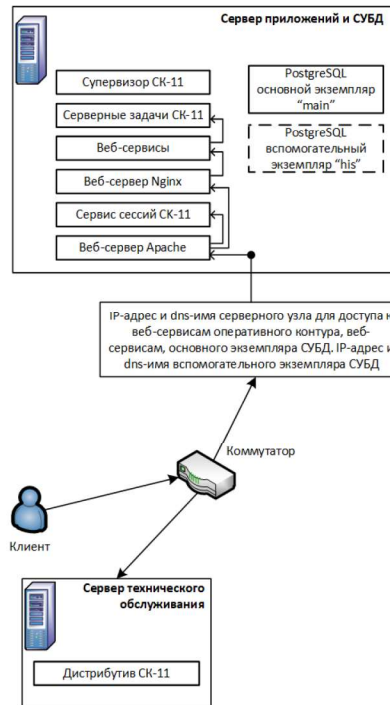 Сервер приложений и СУБД
Супервизор СК-11
Серверные задачи СК-11
Веб-сервисы
Веб-сервер Nginx
Сервис сессий СК-11
Веб-сервер Apache
PostgreSQL
основной экземпляр
“main”
PostgreSQL
вспомогательный
экземпляр “his”
IP-адрес и dns-имя серверного узла для доступа к
веб-сервисам оперативного контура, веб-
сервисам, основного экземпляра СУБД. IP-адрес и
dns-имя вспомогательного экземпляра СУБД
Коммутатор
Клиент
Сервер технического
обслуживания
Дистрибутив СК-11